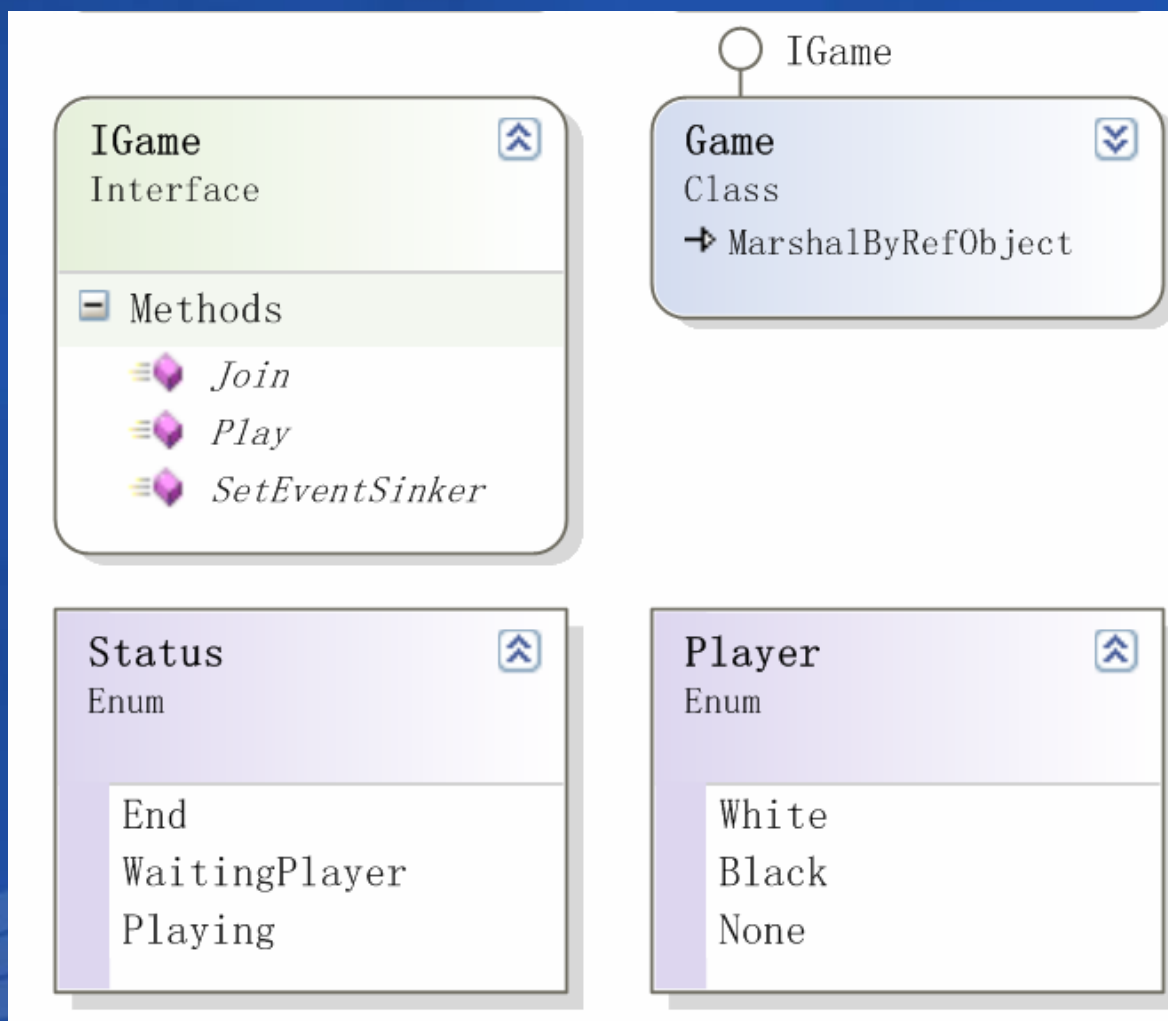 IGame
IGame
Interface
Methods
Join
Play
SetEventSinker
Game
Class
MarshalByRefObject
Status
Enum
End
WaitingPlayer
Playing
Player
Enum
White
Black
None